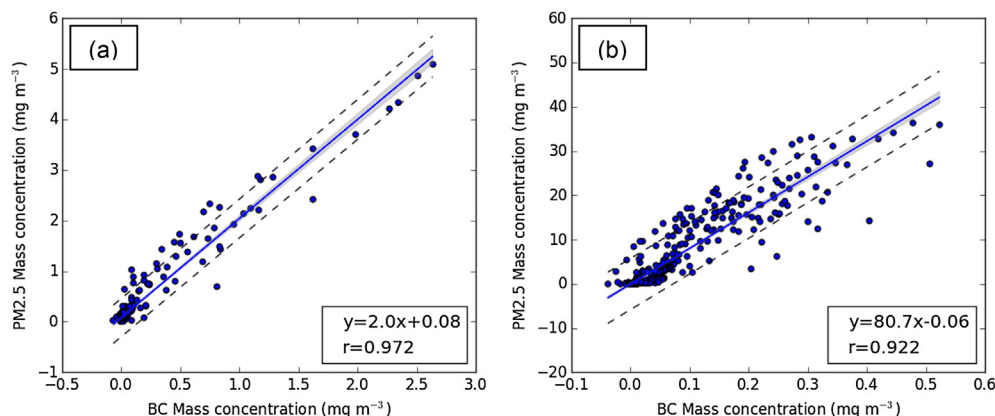 (a)
PM2.5 Mass concentration (mg m⁻³)
6
5
4
3
2
1
0
−1
−0.5 0.0 0.5 1.0 1.5 2.0 2.5 3.0
BC Mass concentration (mg m⁻³)
y=2.0x+0.08
r=0.972
(b)
PM2.5 Mass concentration (mg m⁻³)
60
50
40
30
20
10
0
−10
−20
−0.1 0.0 0.1 0.2 0.3 0.4 0.5 0.6
BC Mass concentration (mg m⁻³)
y=80.7x-0.06
r=0.922